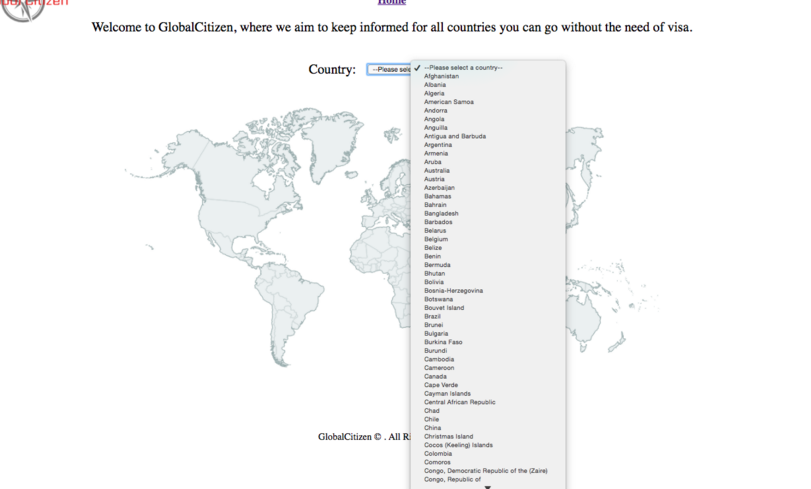 Home
Welcome to GlobalCitizen, where we aim to keep informed for all countries you can go without the need of visa.
Country:
--Please sele
✓ --Please select a country--
Afghanistan
Albania
Algeria
American Samoa
Andorra
Angola
Anguilla
Antigua and Barbuda
Argentina
Armenia
Aruba
Australia
Austria
Azerbaijan
Bahamas
Bahrain
Bangladesh
Barbados
Belarus
Belgium
Belize
Benin
Bermuda
Bhutan
Bolivia
Bosnia-Herzegovina
Botswana
Bouvet Island
Brazil
Brunei
Bulgaria
Burkina Faso
Burundi
Cambodia
Cameroon
Canada
Cape Verde
Cayman Islands
Central African Republic
Chad
Chile
China
Christmas Island
Cocos (Keeling) Islands
Colombia
Comoros
Congo, Democratic Republic of the (Zaire)
Congo, Republic of
GlobalCitizen © . All Ri